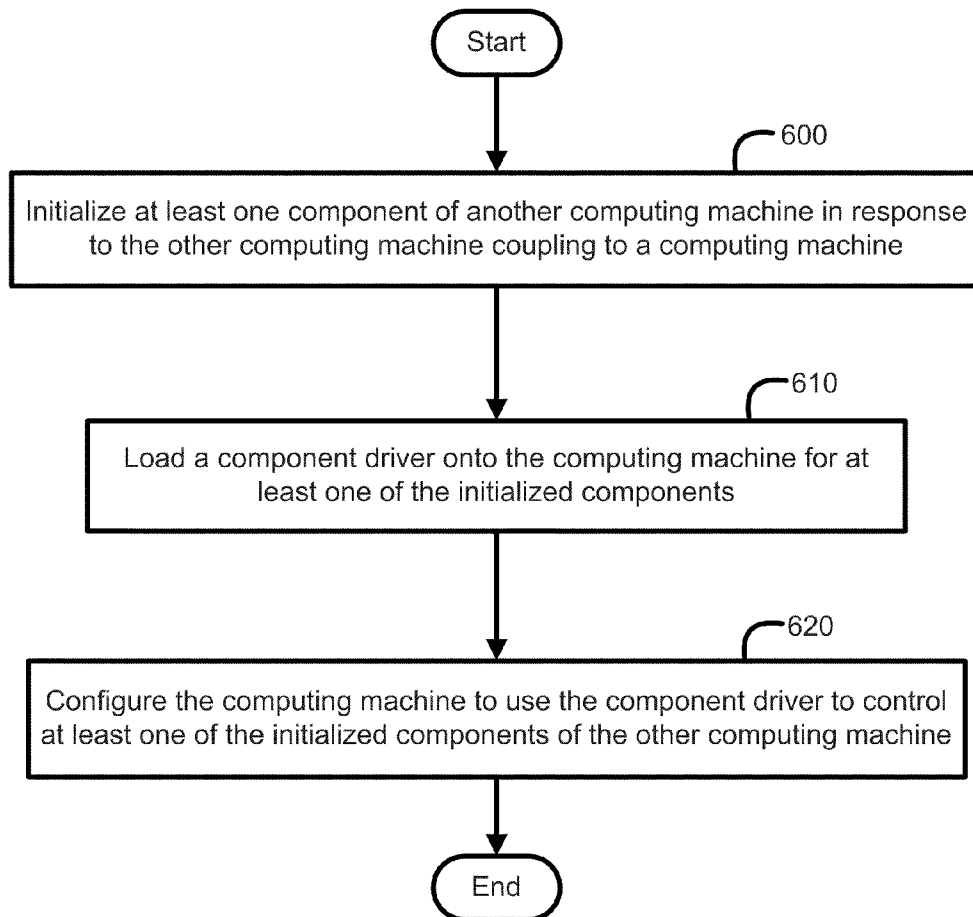 Start
600
Initialize at least one component of another computing machine in response
to the other computing machine coupling to a computing machine
610
Load a component driver onto the computing machine for at
least one of the initialized components
620
Configure the computing machine to use the component driver to control
at least one of the initialized components of the other computing machine
End